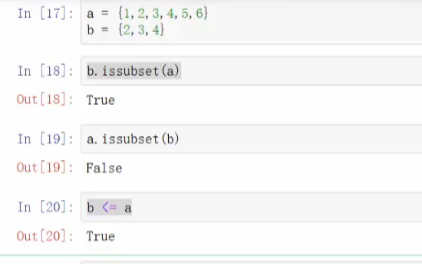 In [17]: a = {1,2,3,4,5,6}
b = {2,3,4}
In [18]: b.issubset(a)
Out[18]: True
In [19]: a.issubset(b)
Out[19]: False
In [20]: b <= a
Out[20]: True